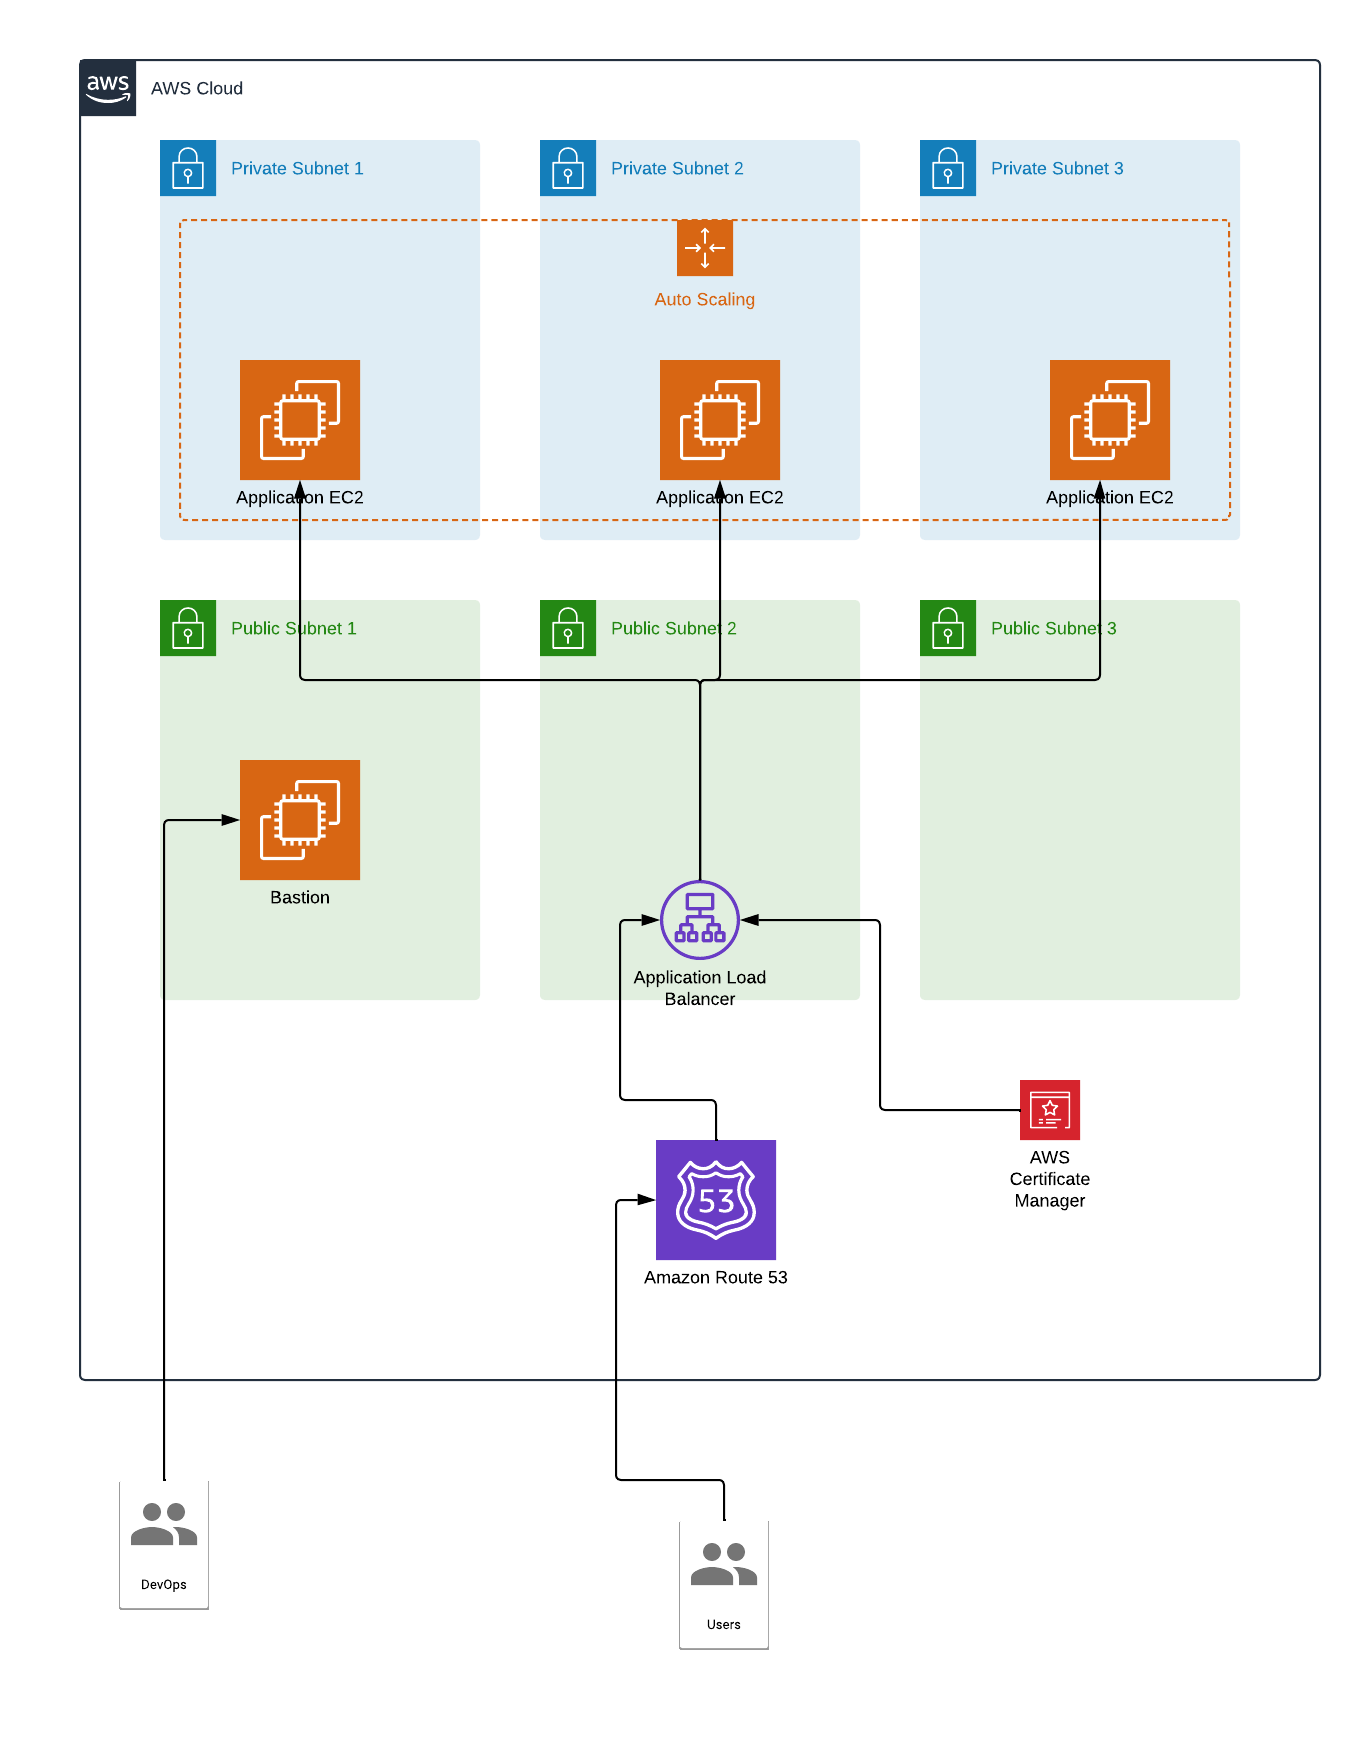 aws
AWS Cloud
Private Subnet 1
Private Subnet 2
Private Subnet 3
Auto Scaling
Application EC2
Application EC2
Application EC2
Public Subnet 1
Public Subnet 2
Public Subnet 3
Bastion
Application Load
Balancer
AWS
Certificate
Manager
53
Amazon Route 53
DevOps
Users